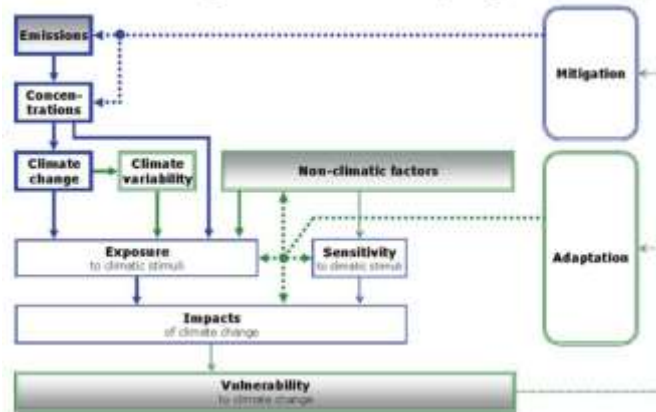 Emissions
Mitigation
Concen-
trations
Climate
change
Climate
variability
Non-climatic factors
Exposure
to climatic stimuli
Sensitivity
to climatic stimuli
Adaptation
Impacts
of climate change
Vulnerability
to climate change